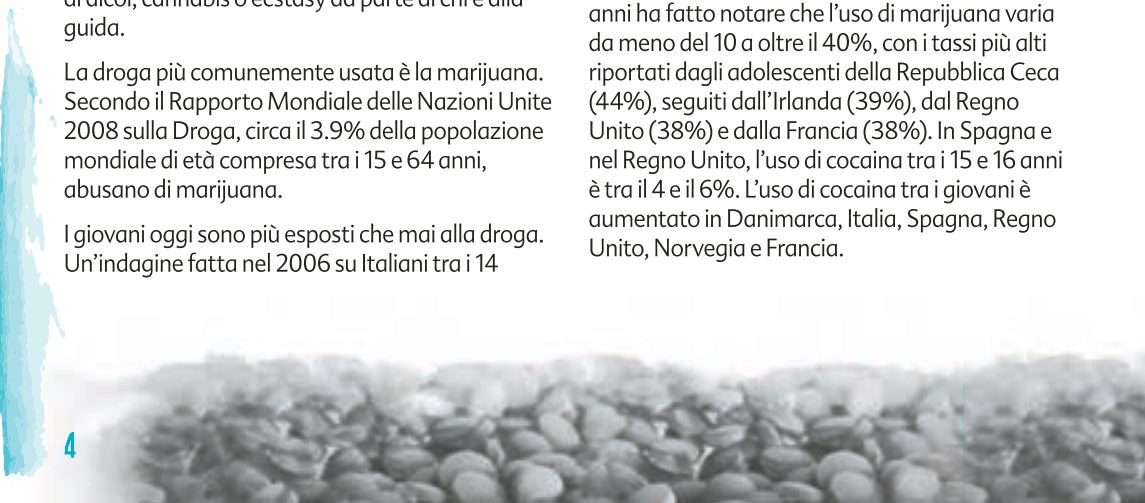 guida.
La droga più comunemente usata è la marijuana.
Secondo il Rapporto Mondiale delle Nazioni Unite
2008 sulla Droga, circa il 3.9% della popolazione
mondiale di età compresa tra i 15 e 64 anni,
abusano di marijuana.
I giovani oggi sono più esposti che mai alla droga.
Un’indagine fatta nel 2006 su Italiani tra i 14
anni ha fatto notare che l’uso di marijuana varia
da meno del 10 a oltre il 40%, con i tassi più alti
riportati dagli adolescenti della Repubblica Ceca
(44%), seguiti dall’Irlanda (39%), dal Regno
Unito (38%) e dalla Francia (38%). In Spagna e
nel Regno Unito, l’uso di cocaina tra i 15 e 16 anni
è tra il 4 e il 6%. L’uso di cocaina tra i giovani è
aumentato in Danimarca, Italia, Spagna, Regno
Unito, Norvegia e Francia.
4